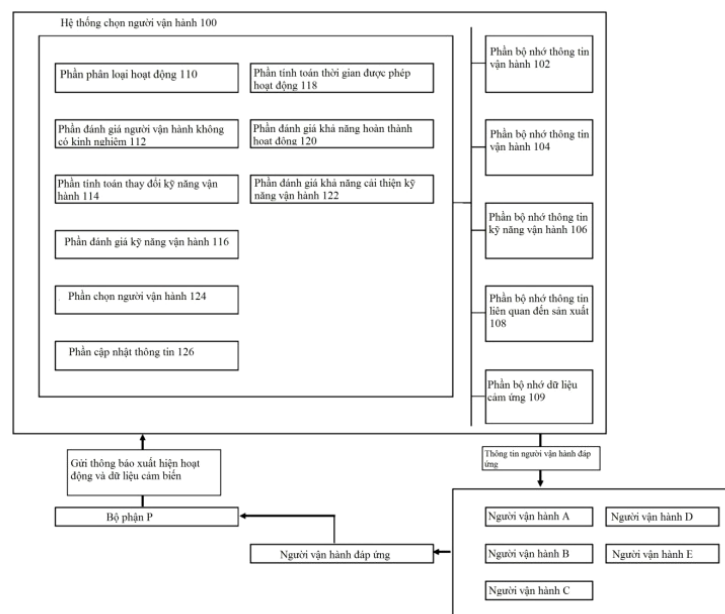 Hệ thống chọn người vận hành 100
Phần phân loại hoạt động 110
Phần tính toán thời gian được phép
hoạt động 118
Phần đánh giá người vận hành không
có kinh nghiệm 112
Phần đánh giá khả năng hoàn thành
hoạt động 120
Phần tính toán thay đổi kỹ năng vận
hành 114
Phần đánh giá khả năng cải thiện kỹ
năng vận hành 122
Phần đánh giá kỹ năng vận hành 116
Phần chọn người vận hành 124
Phần cập nhật thông tin 126
Phần bộ nhớ thông tin
vận hành 102
Phần bộ nhớ thông tin
vận hành 104
Phần bộ nhớ thông tin
kỹ năng vận hành 106
Phần bộ nhớ thông tin
liên quan đến sản xuất
108
Phần bộ nhớ dữ liệu
cảm ứng 109
Gửi thông báo xuất hiện hoạt
động và dữ liệu cảm biến
Thông tin người vận hành đáp
ứng
Bộ phận P
Người vận hành đáp ứng
Người vận hành A
Người vận hành D
Người vận hành B
Người vận hành E
Người vận hành C